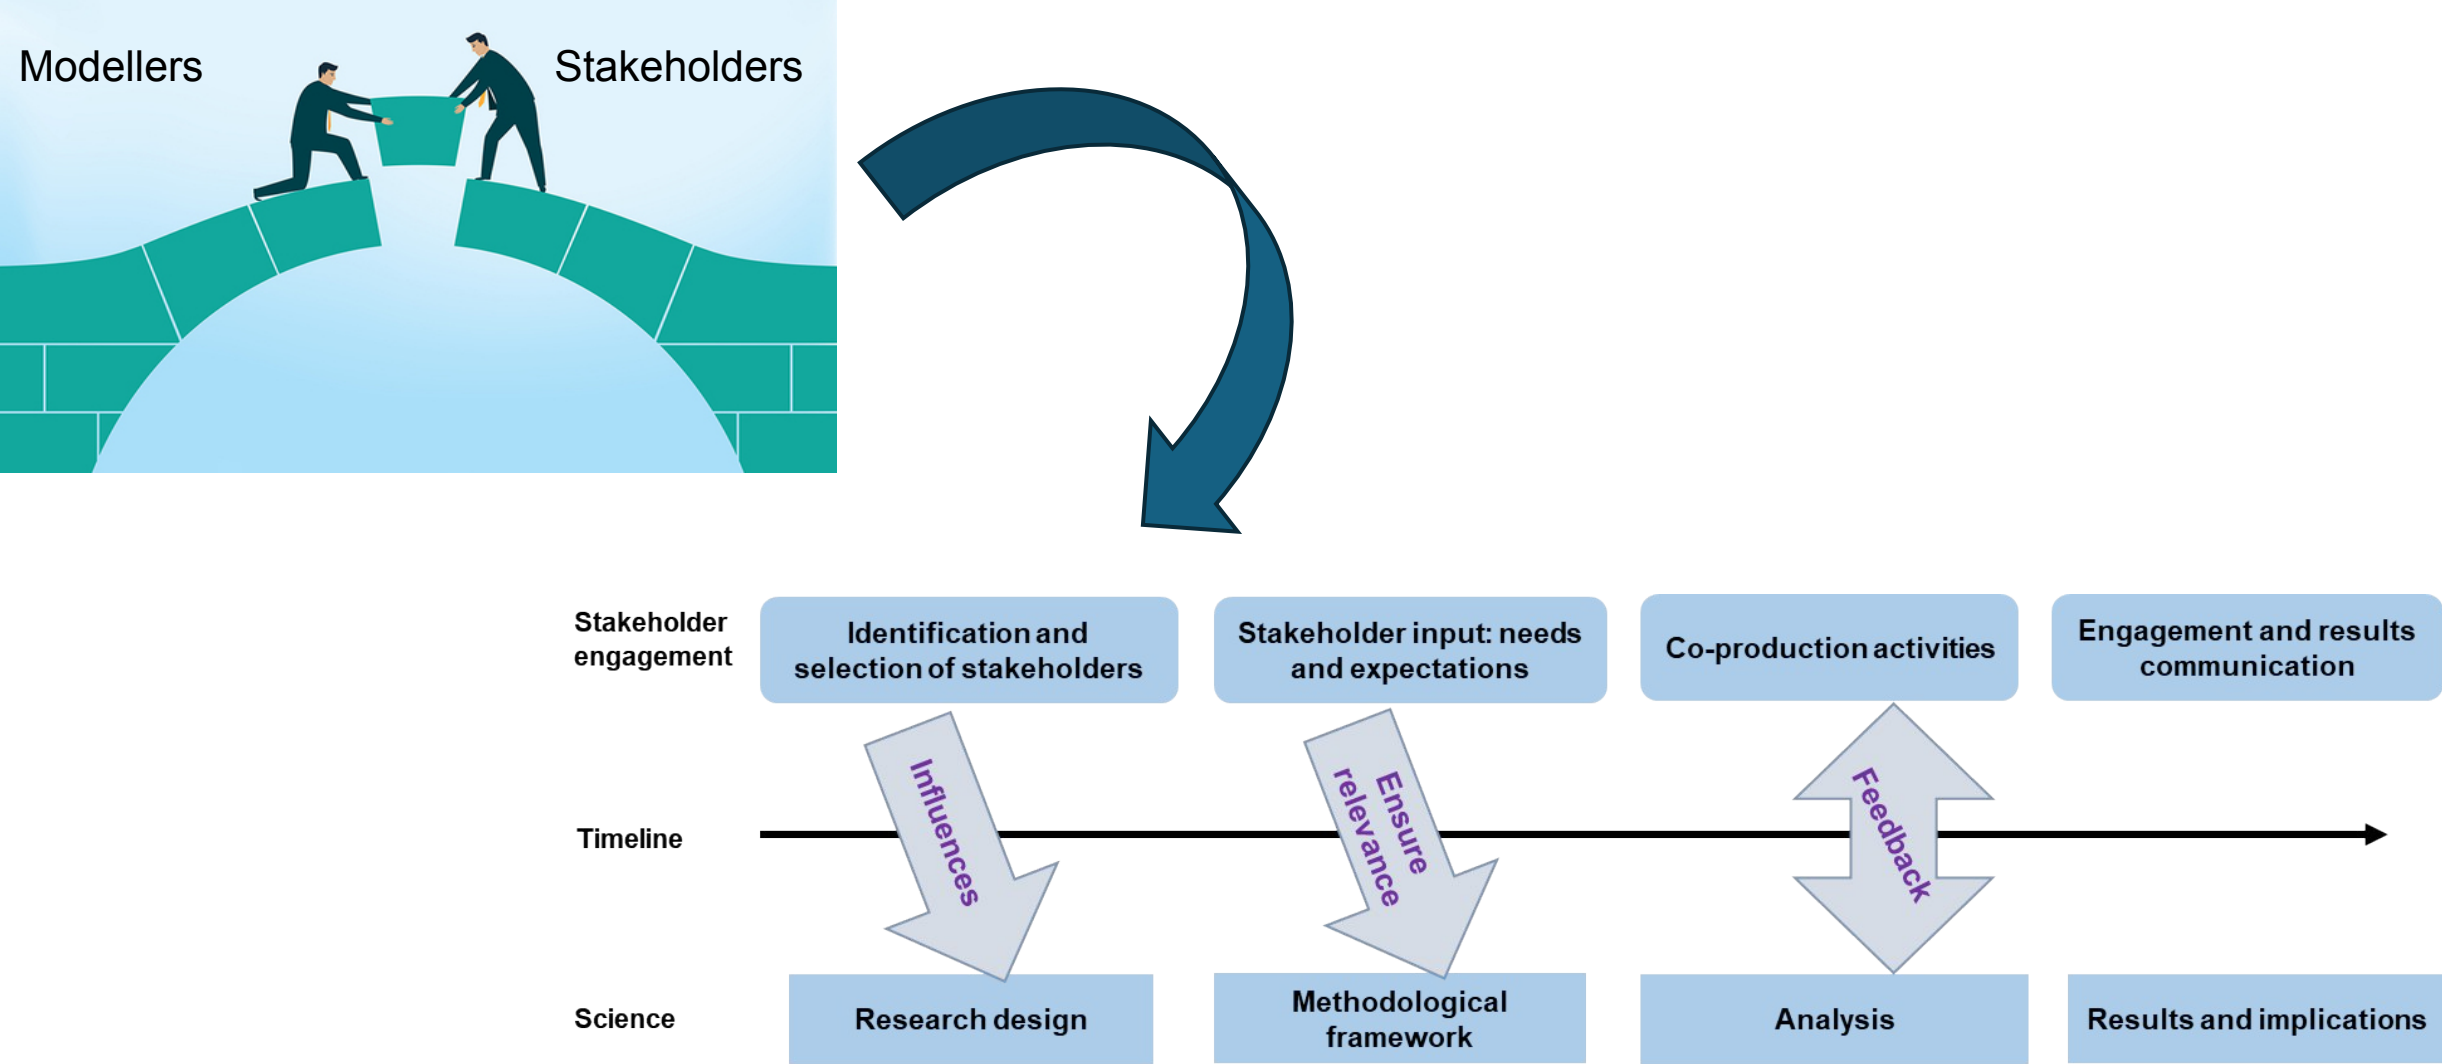 Modellers
Stakeholders
Stakeholder
engagement
Identification and
selection of stakeholders
Stakeholder input: needs
and expectations
Co-production activities
Engagement and results
communication
Influences
Ensure
relevance
Feedback
Timeline
Science
Research design
Methodological
framework
Analysis
Results and implications